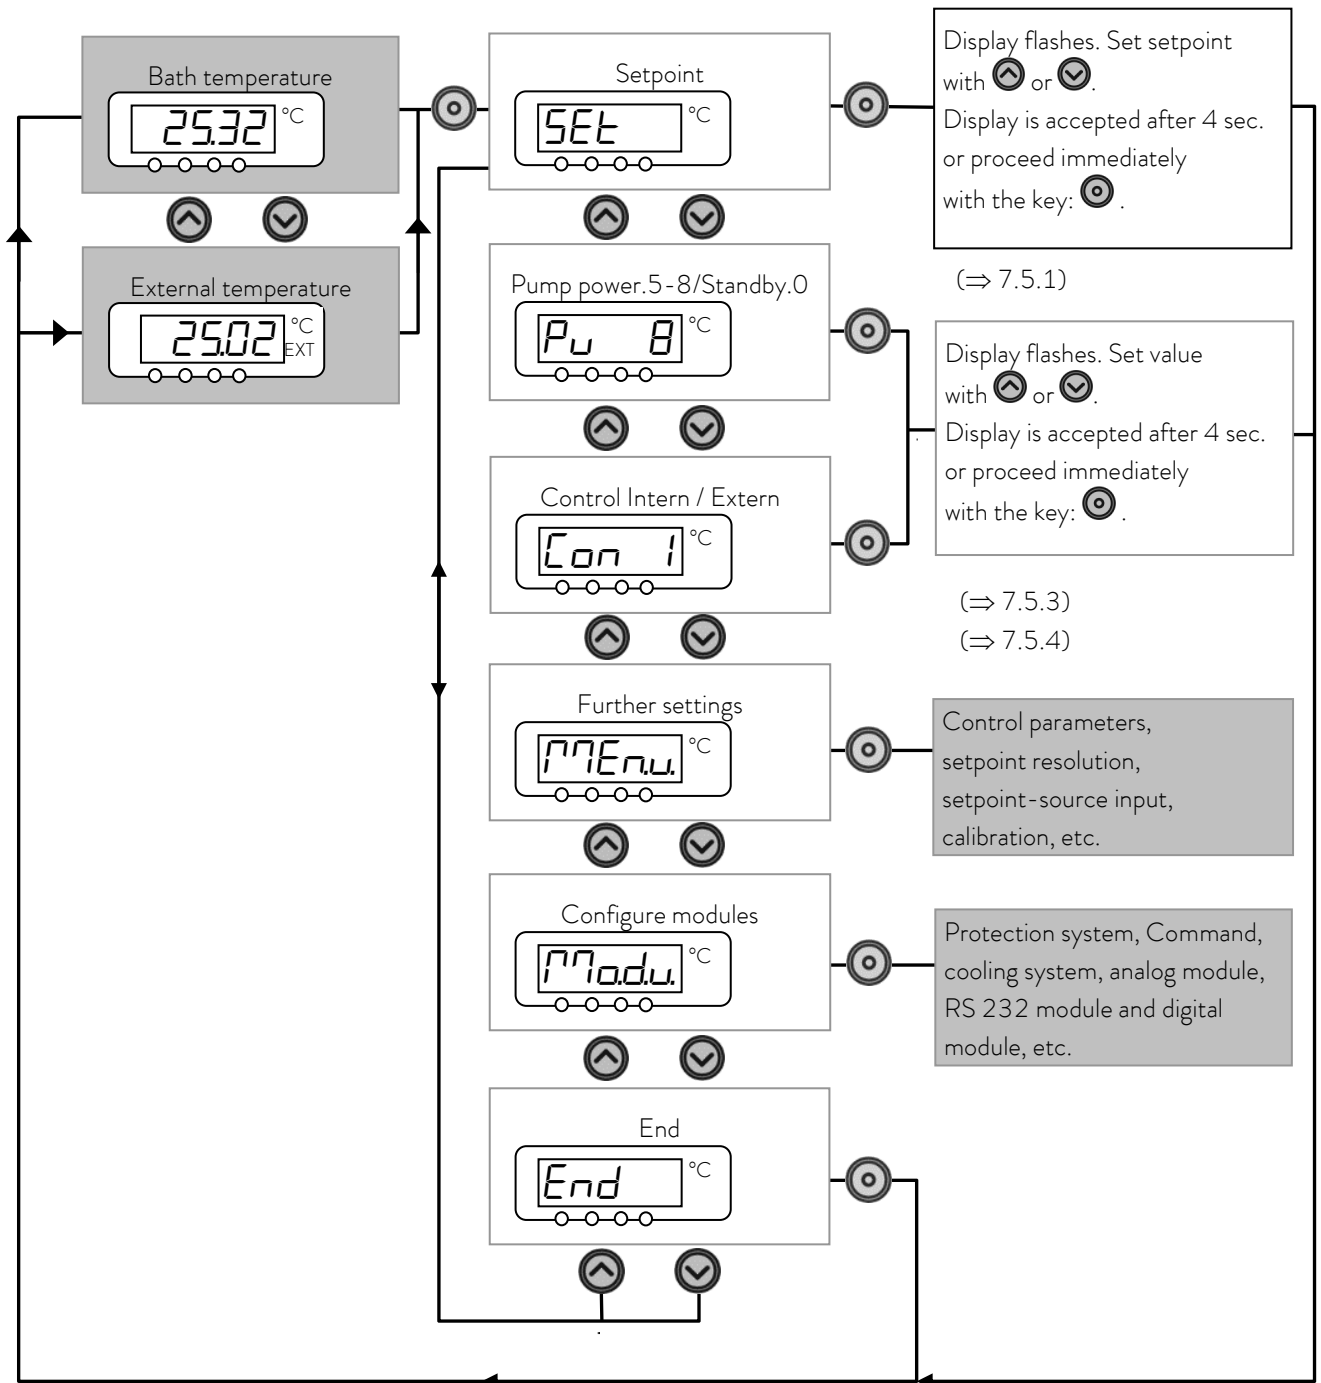 Bath temperature
25.32 °C
External temperature
25.02 °C
EXT
Setpoint
SEt °C
Pump power.5-8/Standby.0
Pu 8 °C
Control Intern / Extern
Con 1 °C
Further settings
MEn.u. °C
Configure modules
Mo.d.u. °C
End
End °C
Display flashes. Set setpoint
with or .
Display is accepted after 4 sec.
or proceed immediately
with the key: .
(⇒ 7.5.1)
Display flashes. Set value
with or .
Display is accepted after 4 sec.
or proceed immediately
with the key: .
(⇒ 7.5.3)
(⇒ 7.5.4)
Control parameters,
setpoint resolution,
setpoint-source input,
calibration, etc.
Protection system, Command,
cooling system, analog module,
RS 232 module and digital
module, etc.